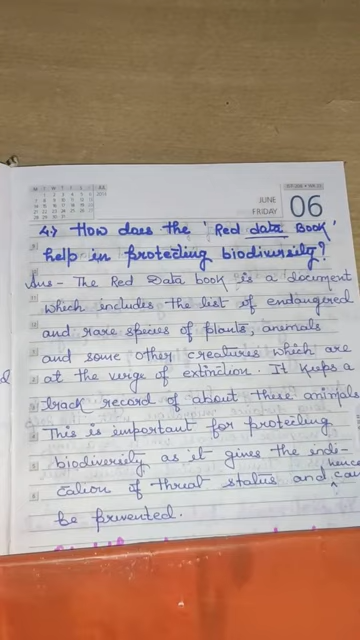 JUNE
FRIDAY
06
4.) How does the 'Red data Book'
help in protecting biodiversity?
Ans - The Red Data book is a document
which includes the list of endangered
and rare species of plants, animals
and some other creatures which are
at the verge of extinction. It keeps a
track record of about these animals
This is important for protecting
biodiversity as it gives the indi-
cation of threat status and hence can
be prevented.